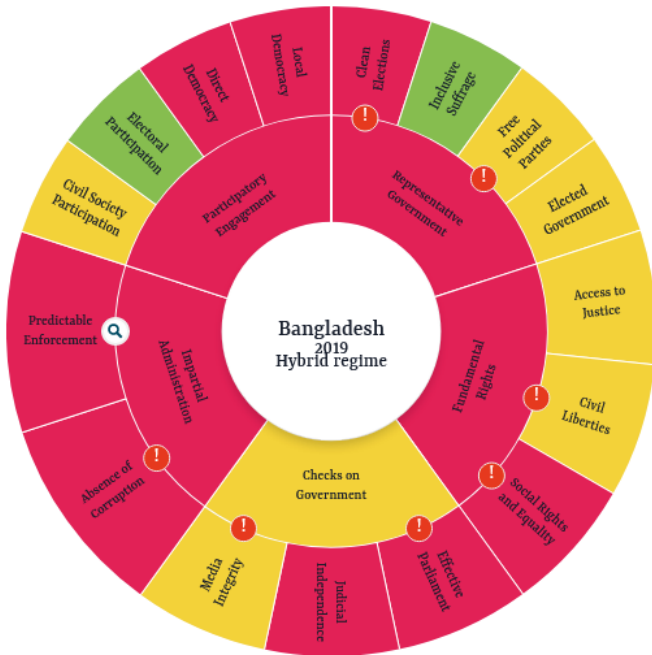 Bangladesh
2019
Hybrid regime
Representative
Government
Clean
Elections
!
Inclusive
Suffrage
Free
Political
Parties
!
Elected
Government
Fundamental
Rights
Access to
Justice
Civil
Liberties
!
Social Rights
and Equality
!
Checks on
Government
Effective
Parliament
!
Judicial
Independence
Media
Integrity
!
Impartial
Administration
Absence of
Corruption
!
Predictable
Enforcement
Participatory
Engagement
Civil Society
Participation
Electoral
Participation
Direct
Democracy
Local
Democracy